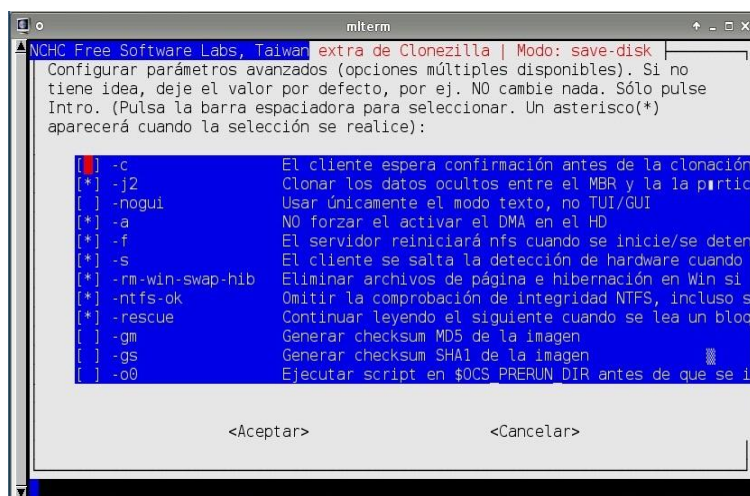 mlterm
NCHC Free Software Labs, Taiwan extra de Clonezilla | Modo: save-disk
Configurar parámetros avanzados (opciones múltiples disponibles). Si no
tiene idea, deje el valor por defecto, por ej. NO cambie nada. Sólo pulse
Intro. (Pulsa la barra espaciadora para seleccionar. Un asterisco(*)
aparecerá cuando la selección se realice):
[ ] -c El cliente espera confirmación antes de la clonación
[*] -j2 Clonar los datos ocultos entre el MBR y la 1a partic
[ ] -nogui Usar únicamente el modo texto, no TUI/GUI
[*] -a NO forzar el activar el DMA en el HD
[*] -f El servidor reiniciará nfs cuando se inicie/se deten
[*] -s El cliente se salta la detección de hardware cuando
[*] -rm-win-swap-hib Eliminar archivos de página e hibernación en Win si
[*] -ntfs-ok Omitir la comprobación de integridad NTFS, incluso s
[*] -rescue Continuar leyendo el siguiente cuando se lea un bloq
[ ] -gm Generar checksum MD5 de la imagen
[ ] -gs Generar checksum SHA1 de la imagen
[ ] -o0 Ejecutar script en $OCS_PRERUN_DIR antes de que se i
<Aceptar> <Cancelar>